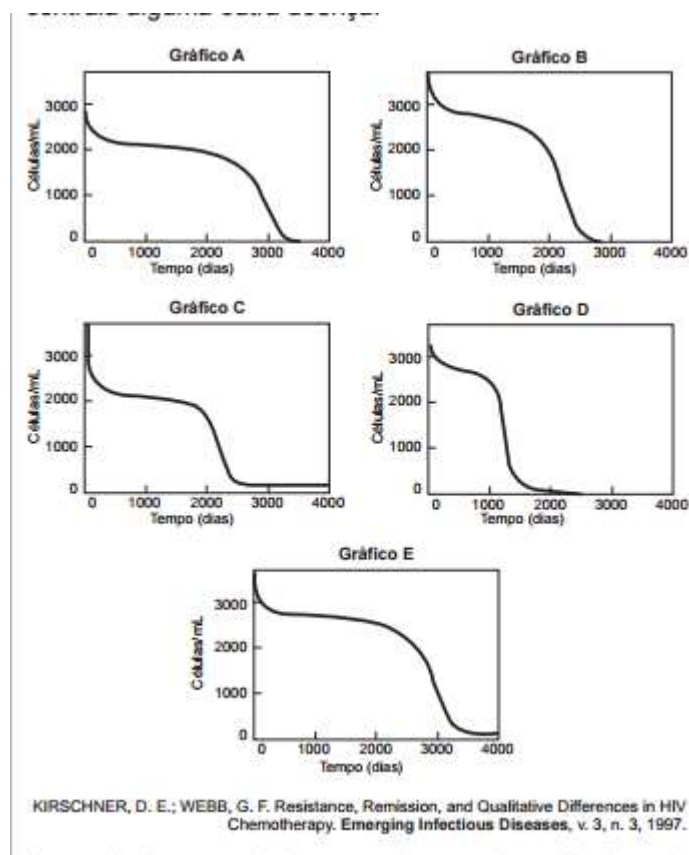 Gráfico A
Células/mL
3000
2000
1000
0
0 1000 2000 3000 4000
Tempo (dias)
Gráfico B
Células/mL
3000
2000
1000
0
0 1000 2000 3000 4000
Tempo (dias)
Gráfico C
Células/mL
3000
2000
1000
0
0 1000 2000 3000 4000
Tempo (dias)
Gráfico D
Células/mL
3000
2000
1000
0
0 1000 2000 3000 4000
Tempo (dias)
Gráfico E
Células/mL
3000
2000
1000
0
0 1000 2000 3000 4000
Tempo (dias)
KIRSCHNER, D. E.; WEBB, G. F. Resistance, Remission, and Qualitative Differences in HIV
Chemotherapy. Emerging Infectious Diseases, v. 3, n. 3, 1997.